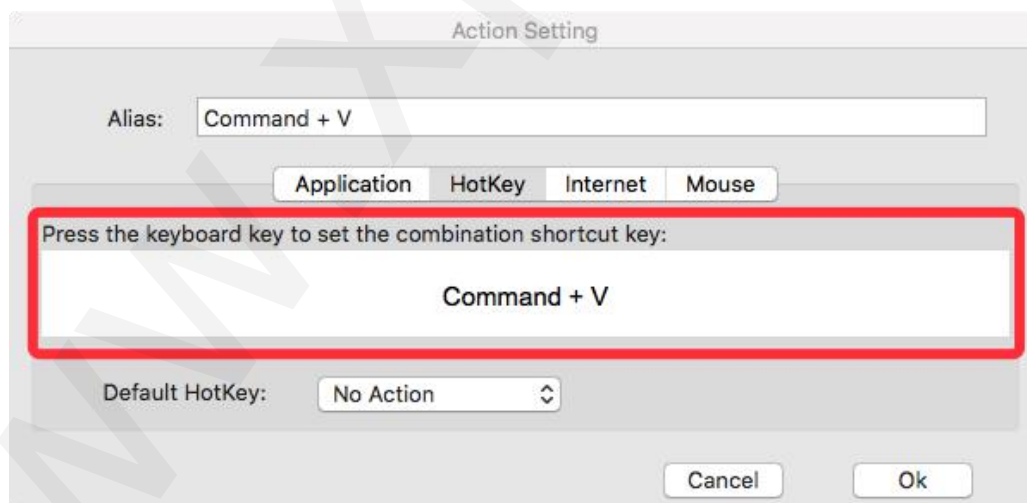 Action Setting
Alias: Command + V
Application HotKey Internet Mouse
Press the keyboard key to set the combination shortcut key:
Command + V
Default HotKey: No Action
Cancel Ok